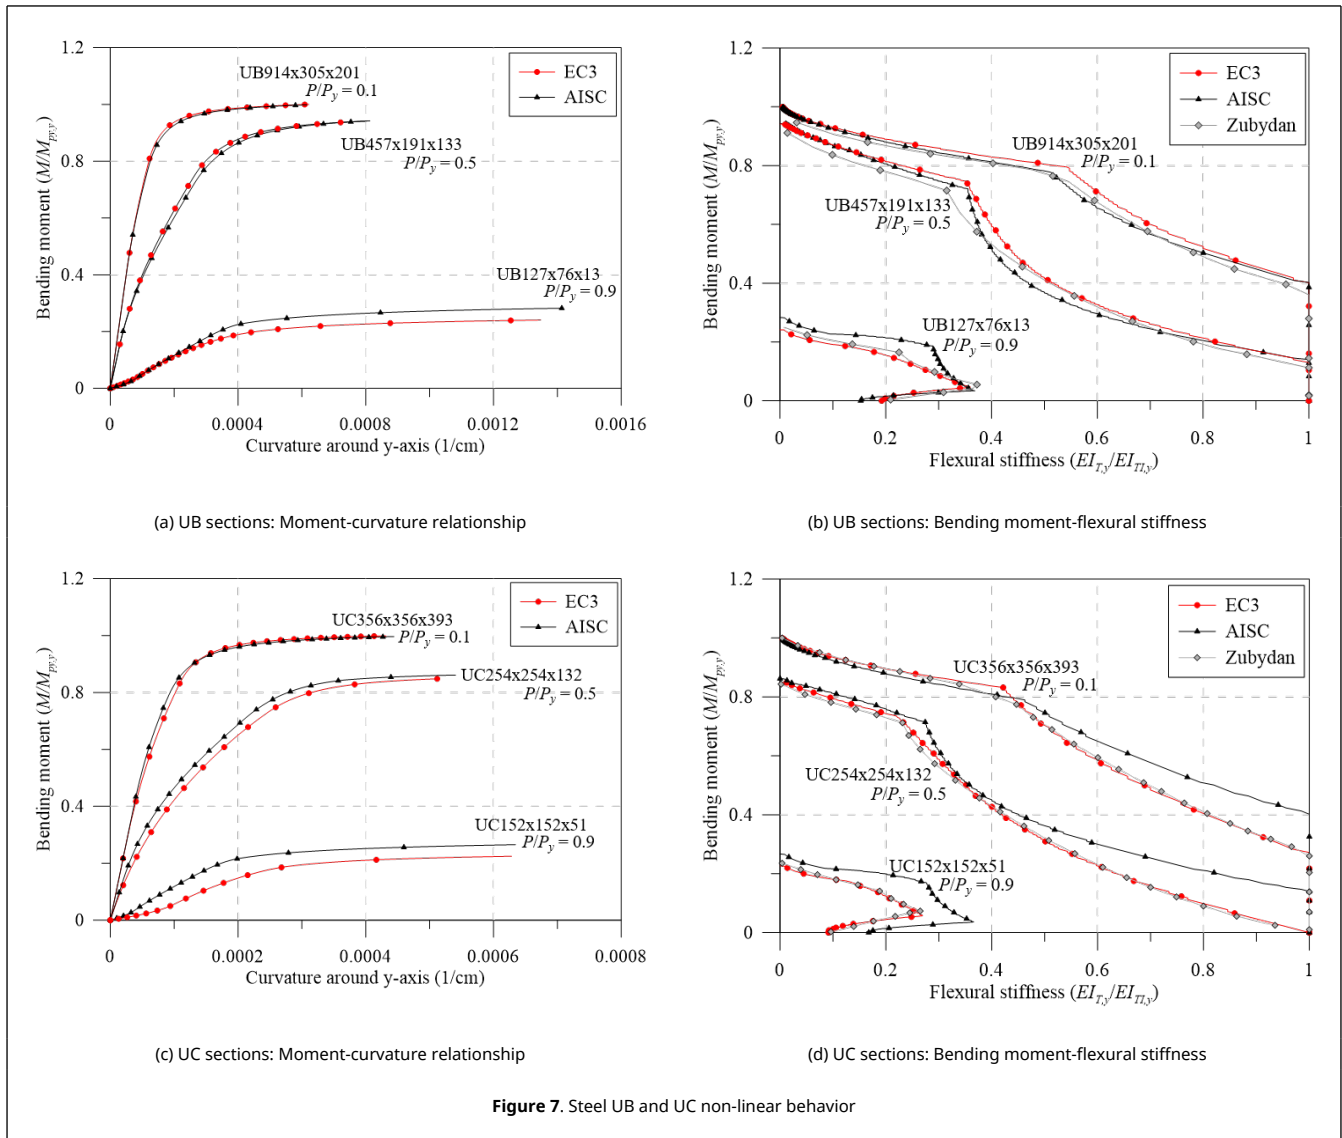 1.2
0.8
0.4
0
Bending moment (M/Mpy,y)
UB914x305x201
P/Py = 0.1
UB457x191x133
P/Py = 0.5
UB127x76x13
P/Py = 0.9
EC3
AISC
0 0.0004 0.0008 0.0012 0.0016
Curvature around y-axis (1/cm)
(a) UB sections: Moment-curvature relationship
1.2
0.8
0.4
0
Bending moment (M/Mpy,y)
EC3
AISC
Zubydan
UB914x305x201
P/Py = 0.1
UB457x191x133
P/Py = 0.5
UB127x76x13
P/Py = 0.9
0 0.2 0.4 0.6 0.8 1
Flexural stiffness (EIT,y/EITI,y)
(b) UB sections: Bending moment-flexural stiffness
1.2
0.8
0.4
0
Bending moment (M/Mpy,y)
EC3
AISC
UC356x356x393
P/Py = 0.1
UC254x254x132
P/Py = 0.5
UC152x152x51
P/Py = 0.9
0 0.0002 0.0004 0.0006 0.0008
Curvature around y-axis (1/cm)
(c) UC sections: Moment-curvature relationship
1.2
0.8
0.4
0
Bending moment (M/Mpy,y)
EC3
AISC
Zubydan
UC356x356x393
P/Py = 0.1
UC254x254x132
P/Py = 0.5
UC152x152x51
P/Py = 0.9
0 0.2 0.4 0.6 0.8 1
Flexural stiffness (EIT,y/EITI,y)
(d) UC sections: Bending moment-flexural stiffness
Figure 7. Steel UB and UC non-linear behavior